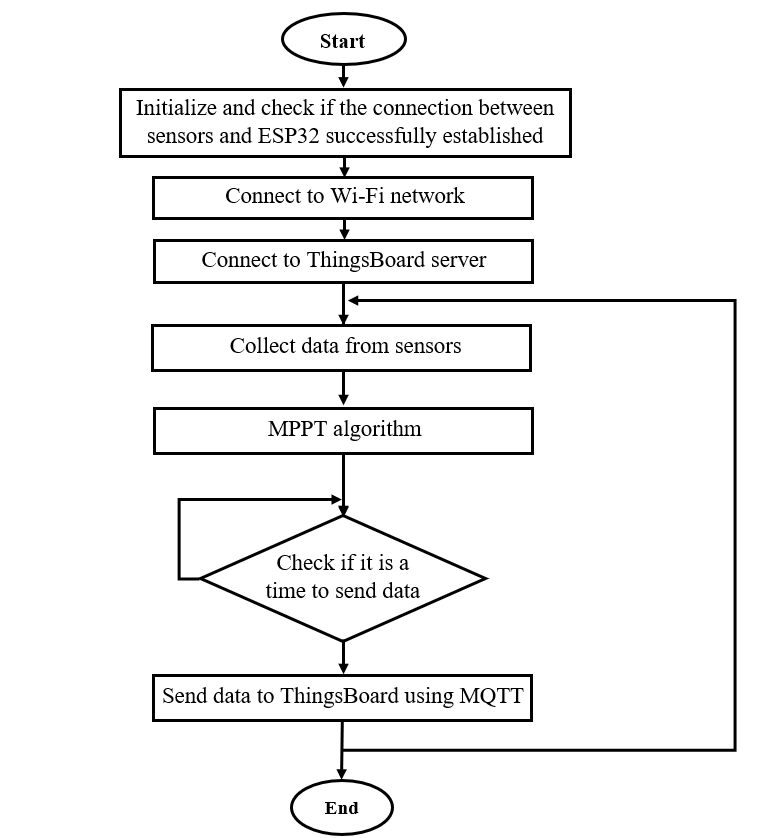 Start
Initialize and check if the connection between
sensors and ESP32 successfully established
Connect to Wi-Fi network
Connect to ThingsBoard server
Collect data from sensors
MPPT algorithm
Check if it is a
time to send data
Send data to ThingsBoard using MQTT
End